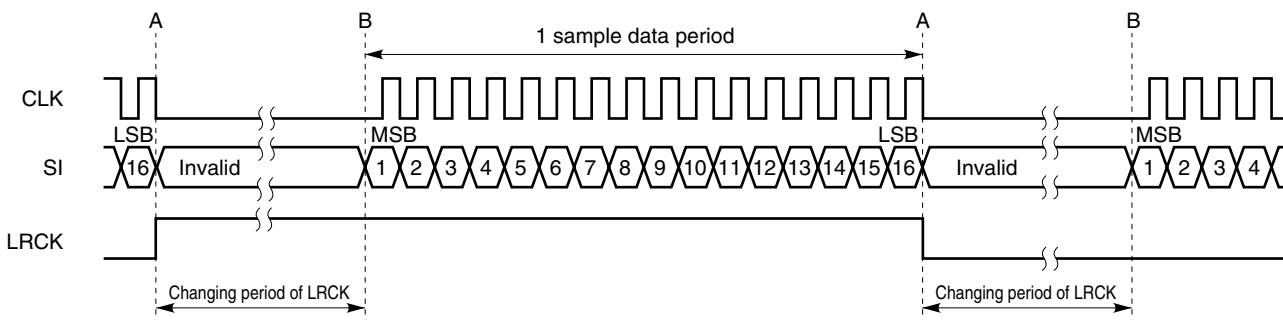 A B A B
1 sample data period
CLK
LSB MSB LSB MSB
SI 16 Invalid 1 2 3 4 5 6 7 8 9 10 11 12 13 14 15 16 Invalid 1 2 3 4
LRCK
Changing period of LRCK Changing period of LRCK